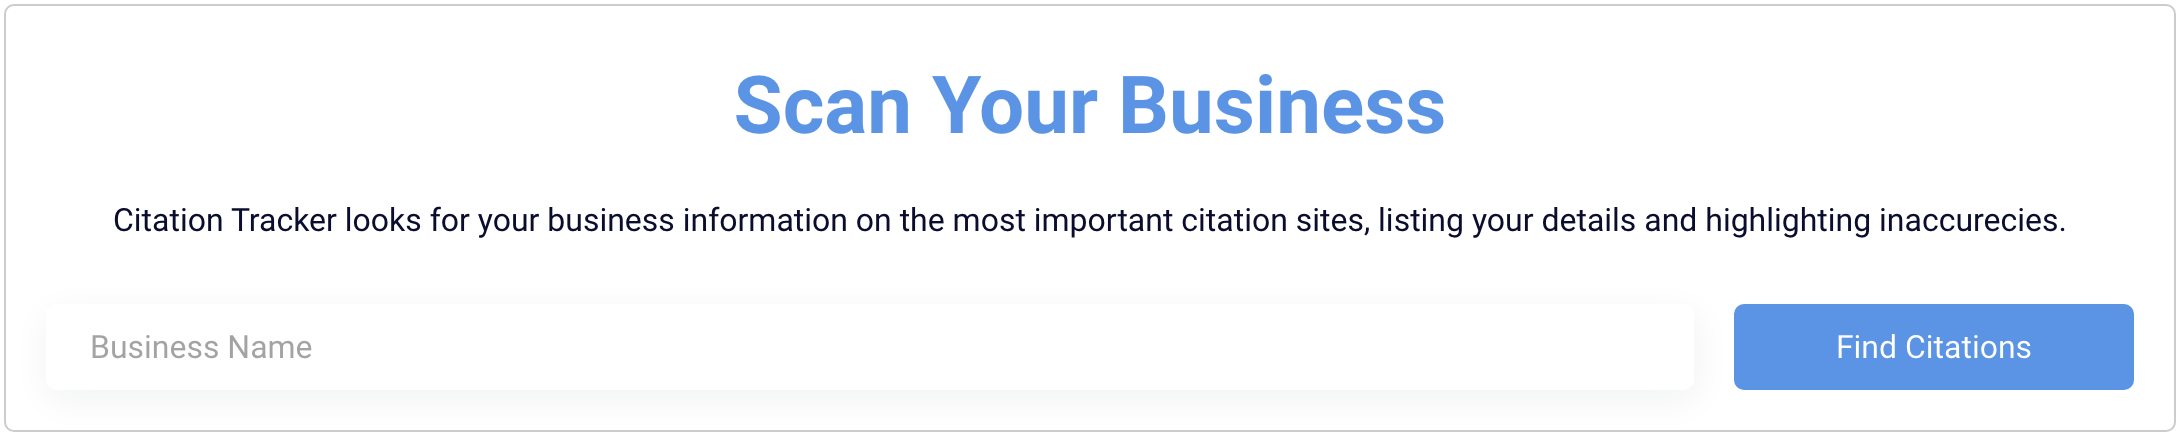 Scan Your Business
Citation Tracker looks for your business information on the most important citation sites, listing your details and highlighting inaccurecies.
Business Name
Find Citations